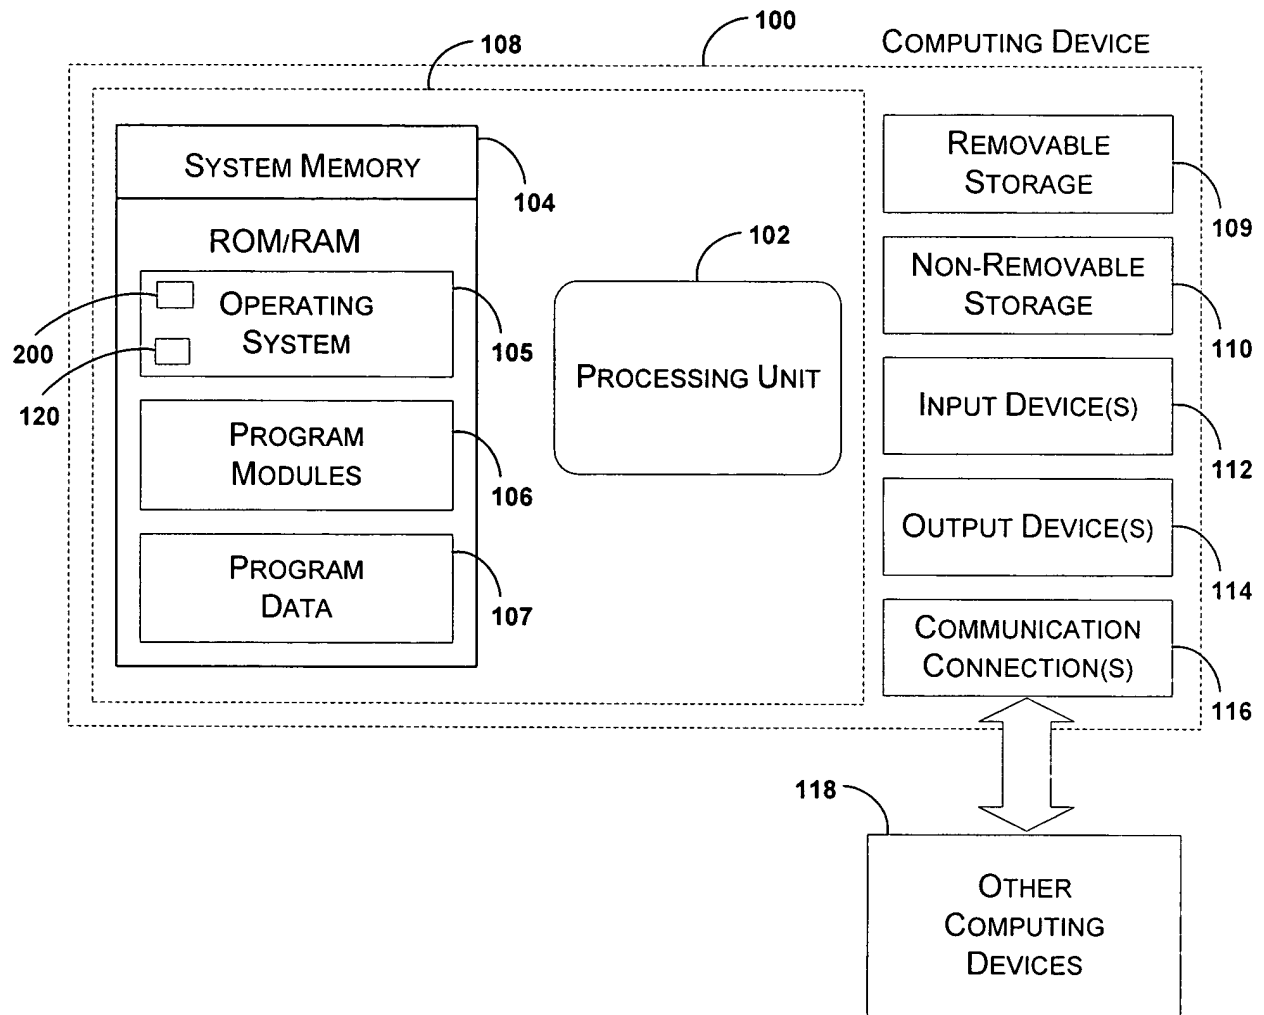 100
COMPUTING DEVICE
108
SYSTEM MEMORY
104
ROM/RAM
OPERATING
SYSTEM
200
120
105
PROGRAM
MODULES
106
PROGRAM
DATA
107
102
PROCESSING UNIT
REMOVABLE
STORAGE
109
NON-REMOVABLE
STORAGE
110
INPUT DEVICE(S)
112
OUTPUT DEVICE(S)
114
COMMUNICATION
CONNECTION(S)
116
118
OTHER
COMPUTING
DEVICES